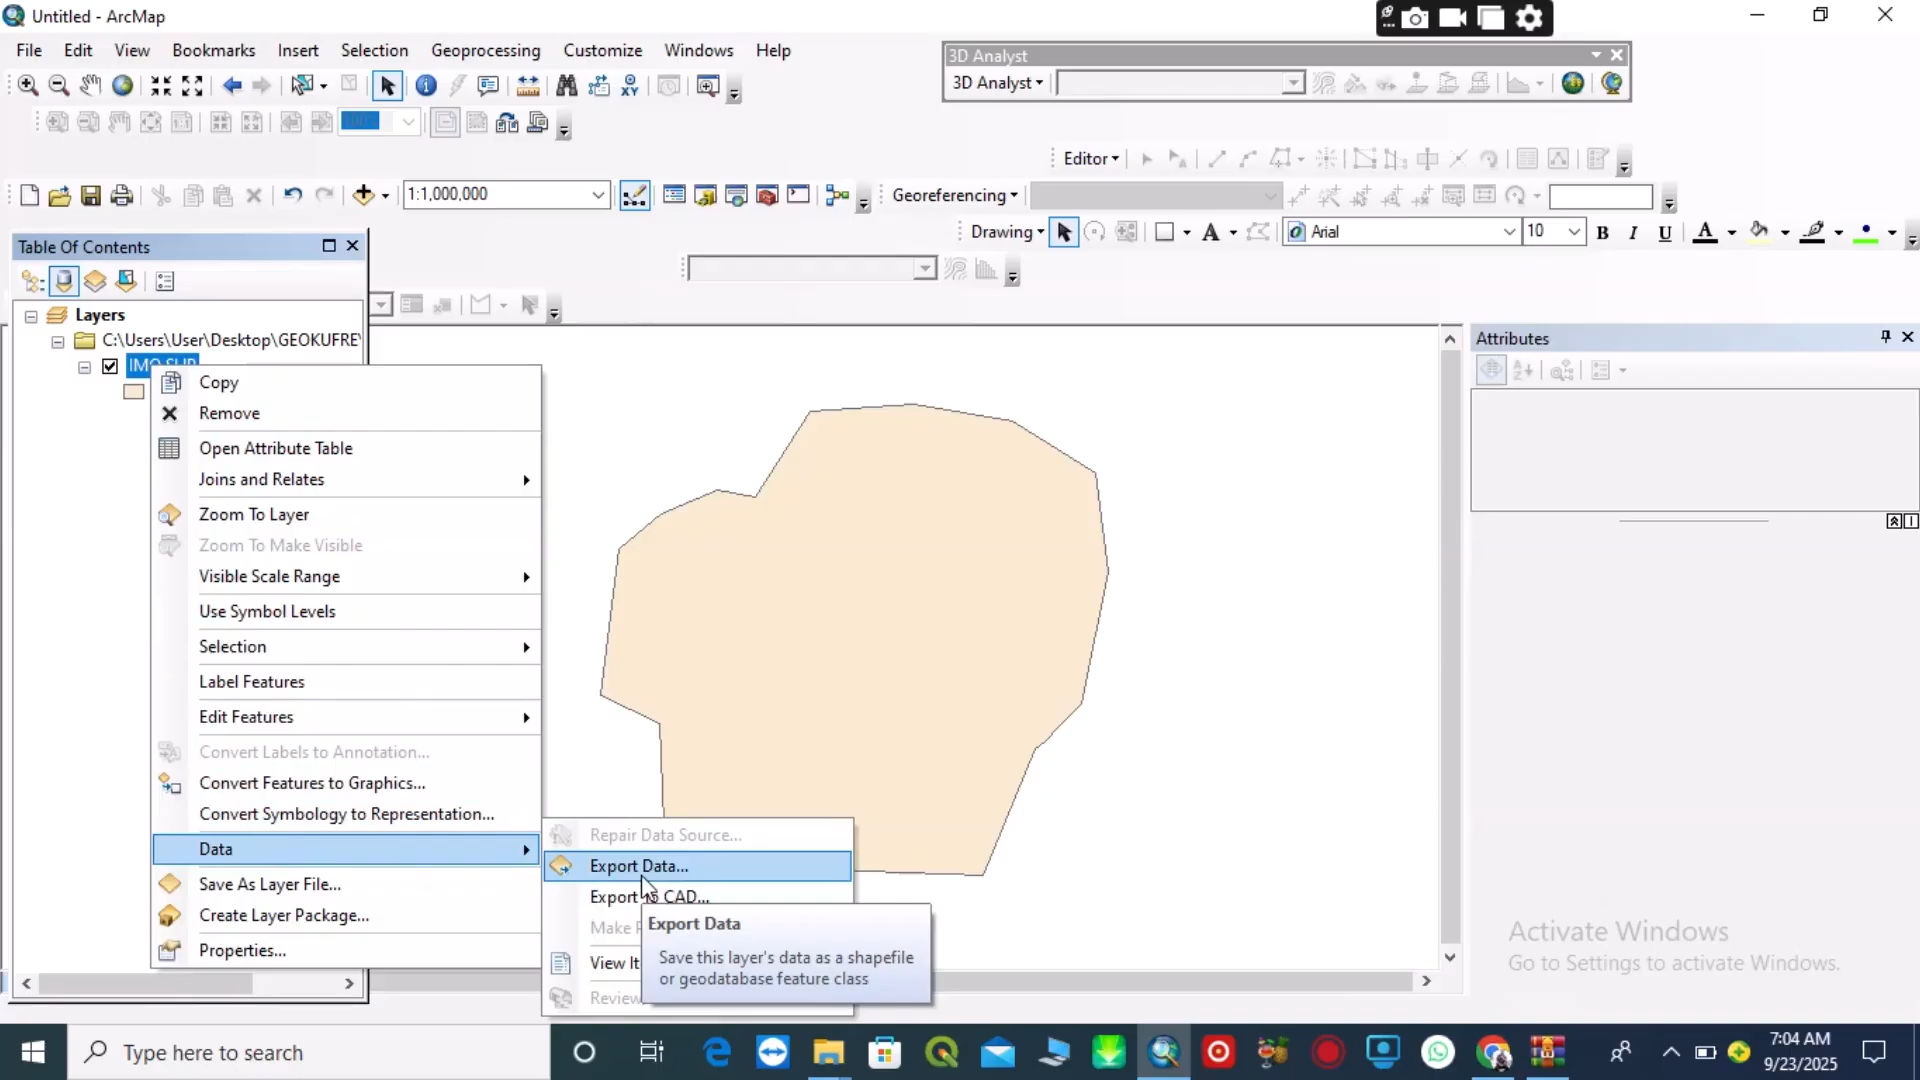 Untitled - ArcMap
File Edit View Bookmarks Insert Selection Geoprocessing Customize Windows Help
3D Analyst
3D Analyst
100%
Editor
1:1,000,000
Georeferencing
Drawing
A
Arial
10
B I U A
Table Of Contents
Layers
C:\Users\User\Desktop\GEOKUFRE\
IMO SUP
Attributes
Copy
Remove
Open Attribute Table
Joins and Relates
Zoom To Layer
Zoom To Make Visible
Visible Scale Range
Use Symbol Levels
Selection
Label Features
Edit Features
Convert Labels to Annotation...
Convert Features to Graphics...
Convert Symbology to Representation...
Data
Save As Layer File...
Create Layer Package...
Properties...
Repair Data Source...
Export Data...
Export to CAD...
Make
View It
Review
Export Data
Save this layer's data as a shapefile
or geodatabase feature class
Activate Windows
Go to Settings to activate Windows.
Type here to search
7:04 AM
9/23/2025